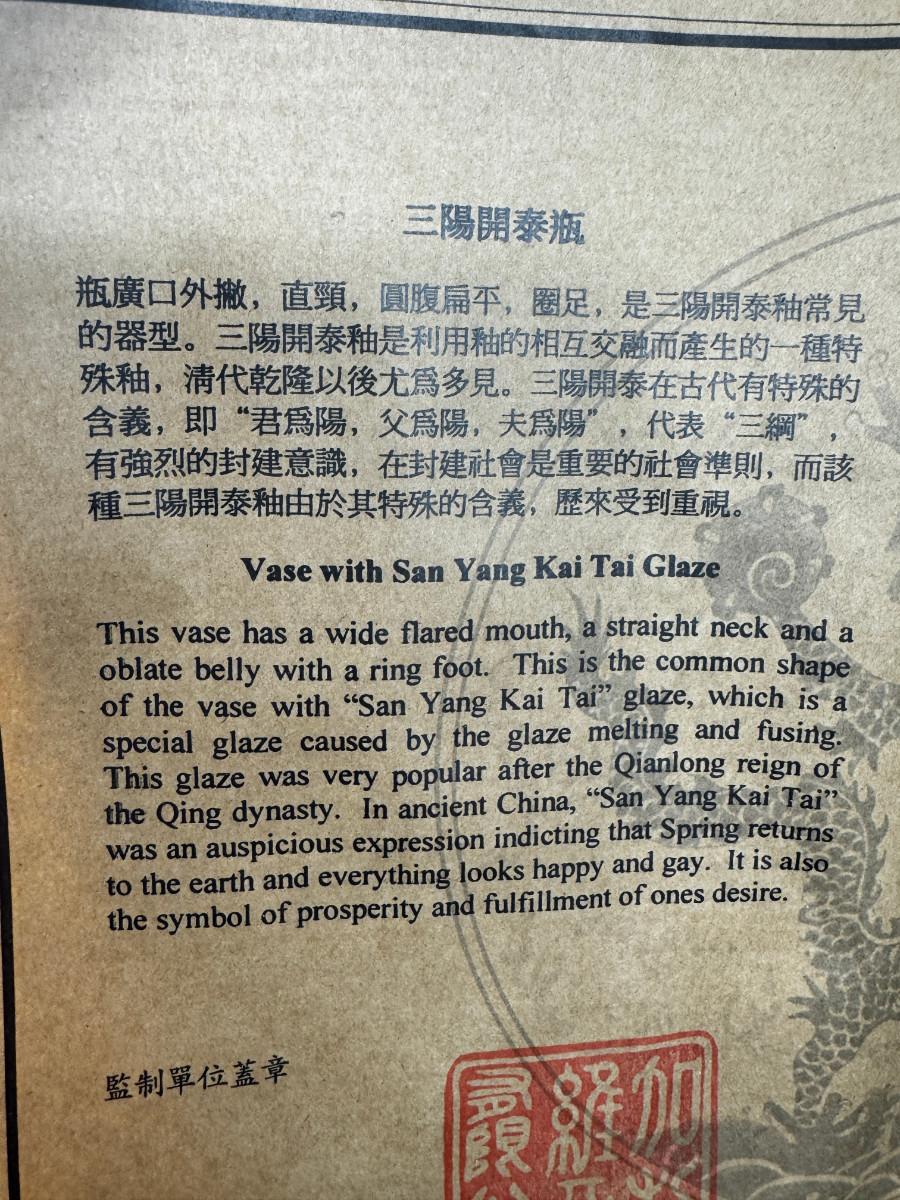 三陽開泰瓶
瓶廣口外撇，直頸，圓腹扁平，圈足，是三陽開泰釉常見
的器型。三陽開泰釉是利用釉的相互交融而產生的一種特
殊釉，清代乾隆以後尤爲多見。三陽開泰在古代有特殊的
含義，即“君爲陽，父爲陽，夫爲陽”，代表“三綱”，
有強烈的封建意識，在封建社會是重要的社會準則，而該
種三陽開泰釉由於其特殊的含義，歷來受到重視。
Vase with San Yang Kai Tai Glaze
This vase has a wide flared mouth, a straight neck and a
oblate belly with a ring foot. This is the common shape
of the vase with “San Yang Kai Tai” glaze, which is a
special glaze caused by the glaze melting and fusing.
This glaze was very popular after the Qianlong reign of
the Qing dynasty. In ancient China, “San Yang Kai Tai”
was an auspicious expression indicting that Spring returns
to the earth and everything looks happy and gay. It is also
the symbol of prosperity and fulfillment of ones desire.
監制單位蓋章